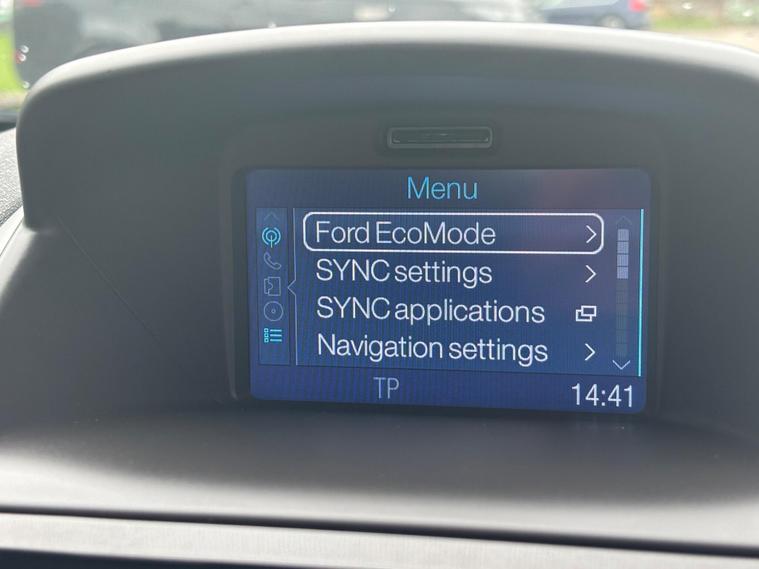 Menu
Ford EcoMode
SYNC settings
SYNC applications
Navigation settings
TP
14:41